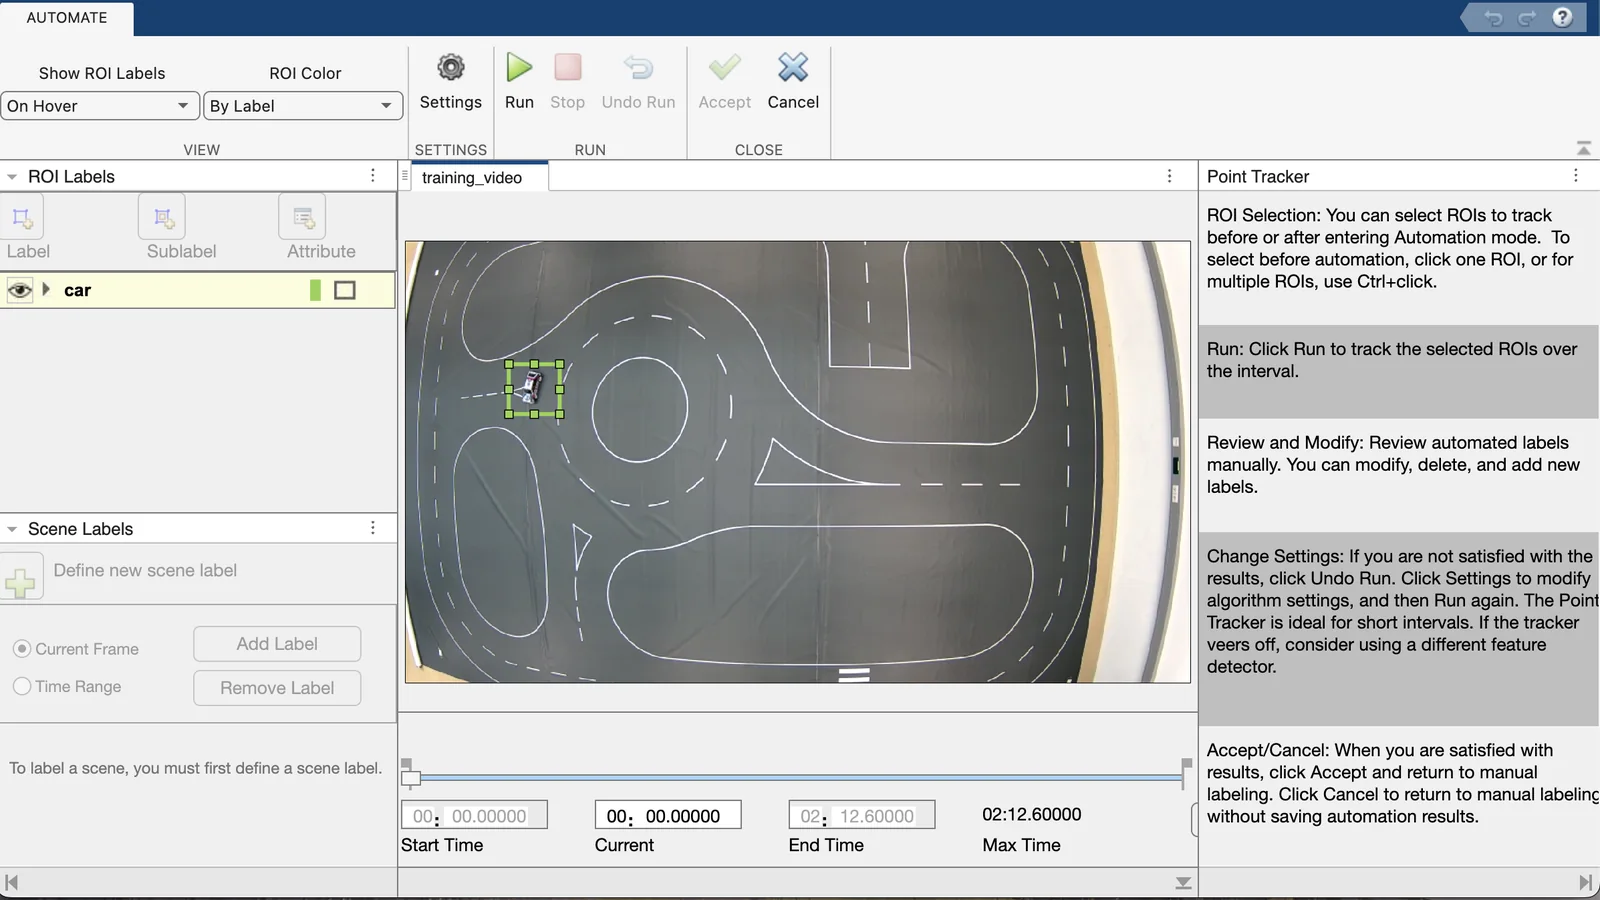 AUTOMATE
Show ROI Labels
ROI Color
On Hover
By Label
VIEW
Settings
SETTINGS
Run
Stop
Undo Run
RUN
Accept
Cancel
CLOSE
ROI Labels
Label
Sublabel
Attribute
car
Scene Labels
Define new scene label
Current Frame
Add Label
Time Range
Remove Label
To label a scene, you must first define a scene label.
training_video
00: 00.00000
00: 00.00000
02: 12.60000
02:12.60000
Start Time
Current
End Time
Max Time
Point Tracker
ROI Selection: You can select ROIs to track
before or after entering Automation mode. To
select before automation, click one ROI, or for
multiple ROIs, use Ctrl+click.
Run: Click Run to track the selected ROIs over
the interval.
Review and Modify: Review automated labels
manually. You can modify, delete, and add new
labels.
Change Settings: If you are not satisfied with the
results, click Undo Run. Click Settings to modify
algorithm settings, and then Run again. The Point
Tracker is ideal for short intervals. If the tracker
veers off, consider using a different feature
detector.
Accept/Cancel: When you are satisfied with
results, click Accept and return to manual
labeling. Click Cancel to return to manual labeling
without saving automation results.